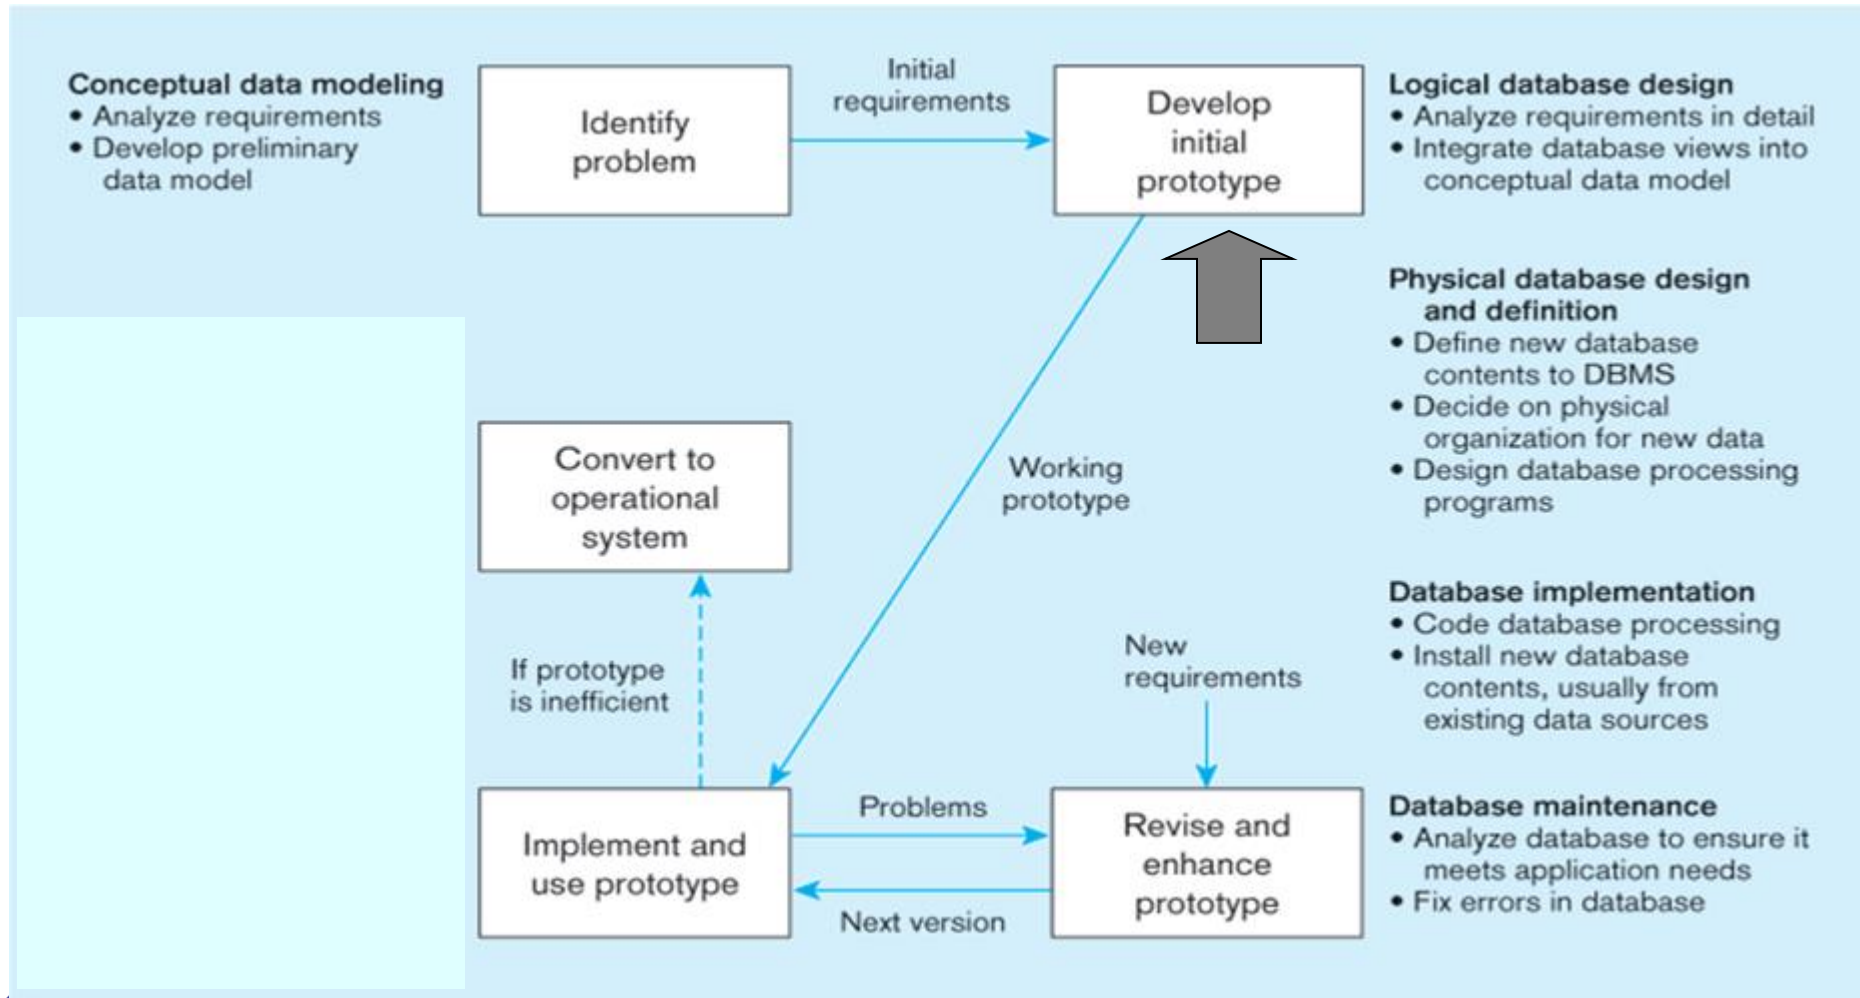 Conceptual data modeling
• Analyze requirements
• Develop preliminary
data model
Identify
problem
Initial
requirements
Develop
initial
prototype
Logical database design
• Analyze requirements in detail
• Integrate database views into
conceptual data model
Physical database design
and definition
• Define new database
contents to DBMS
• Decide on physical
organization for new data
• Design database processing
programs
Convert to
operational
system
Working
prototype
Database implementation
• Code database processing
• Install new database
contents, usually from
existing data sources
If prototype
is inefficient
New
requirements
Implement and
use prototype
Problems
Next version
Revise and
enhance
prototype
Database maintenance
• Analyze database to ensure it
meets application needs
• Fix errors in database